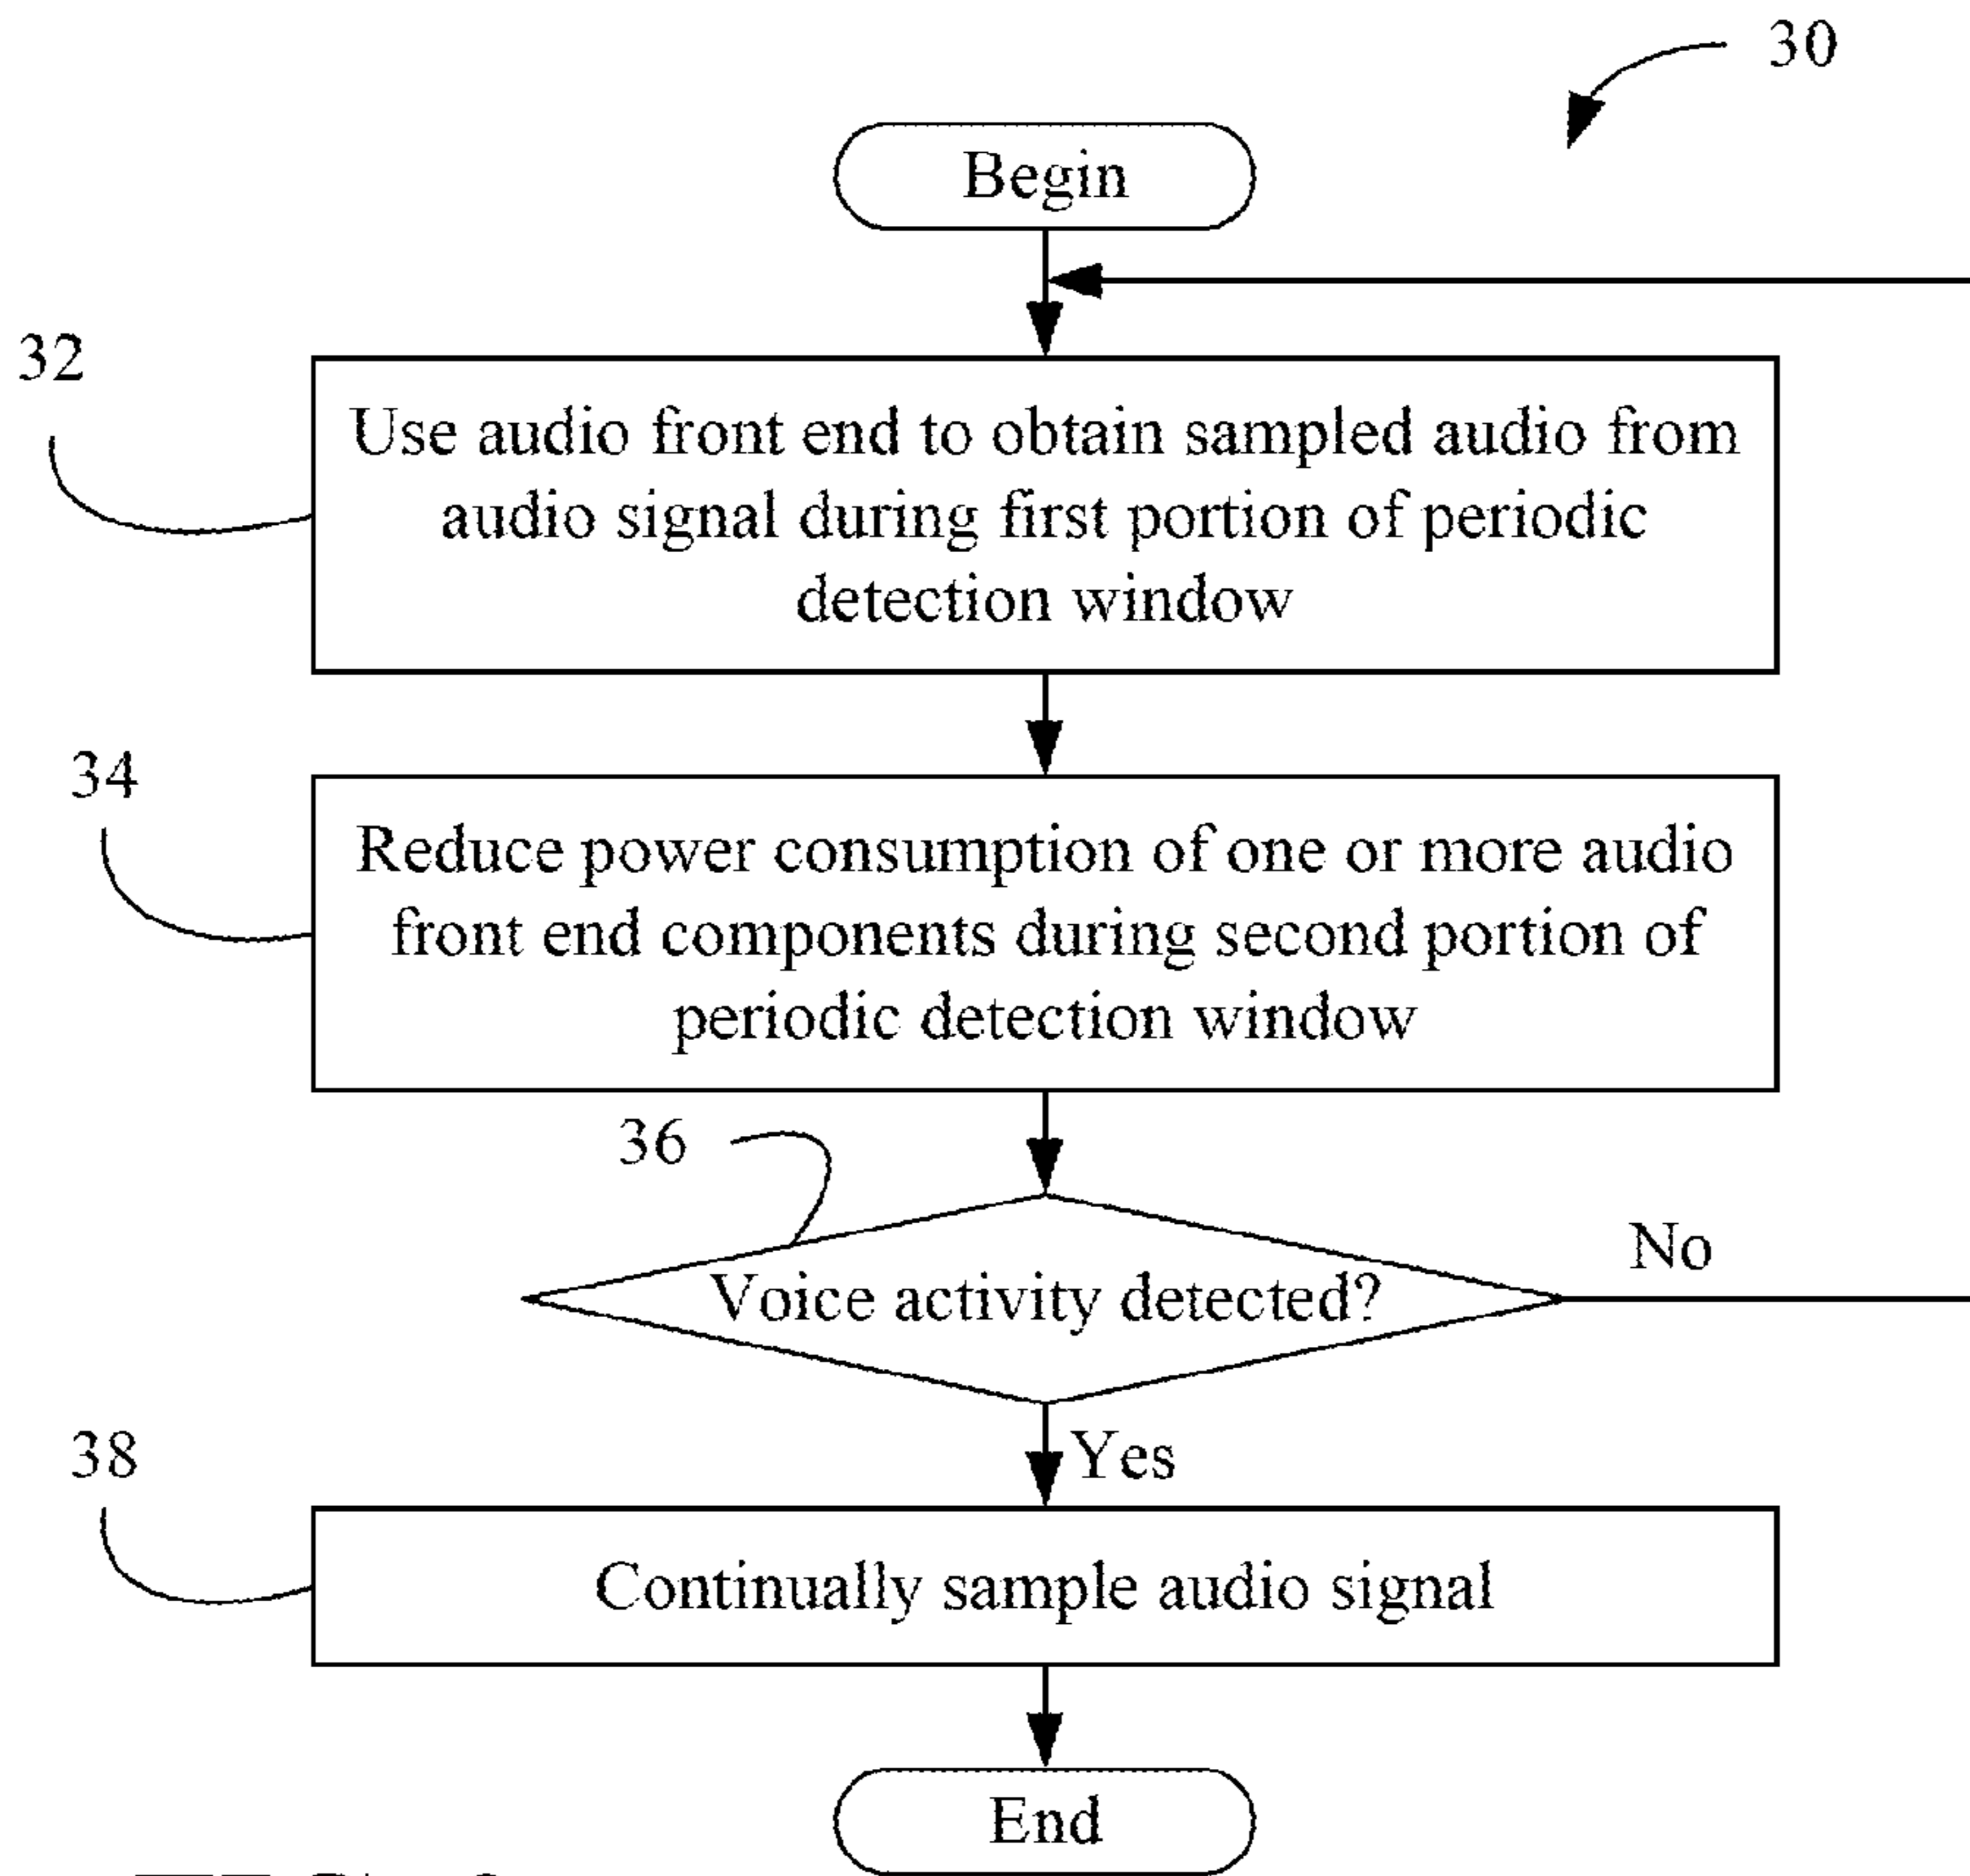 30
Begin
32
Use audio front end to obtain sampled audio from
audio signal during first portion of periodic
detection window
34
Reduce power consumption of one or more audio
front end components during second portion of
periodic detection window
36
Voice activity detected?
No
Yes
38
Continually sample audio signal
End